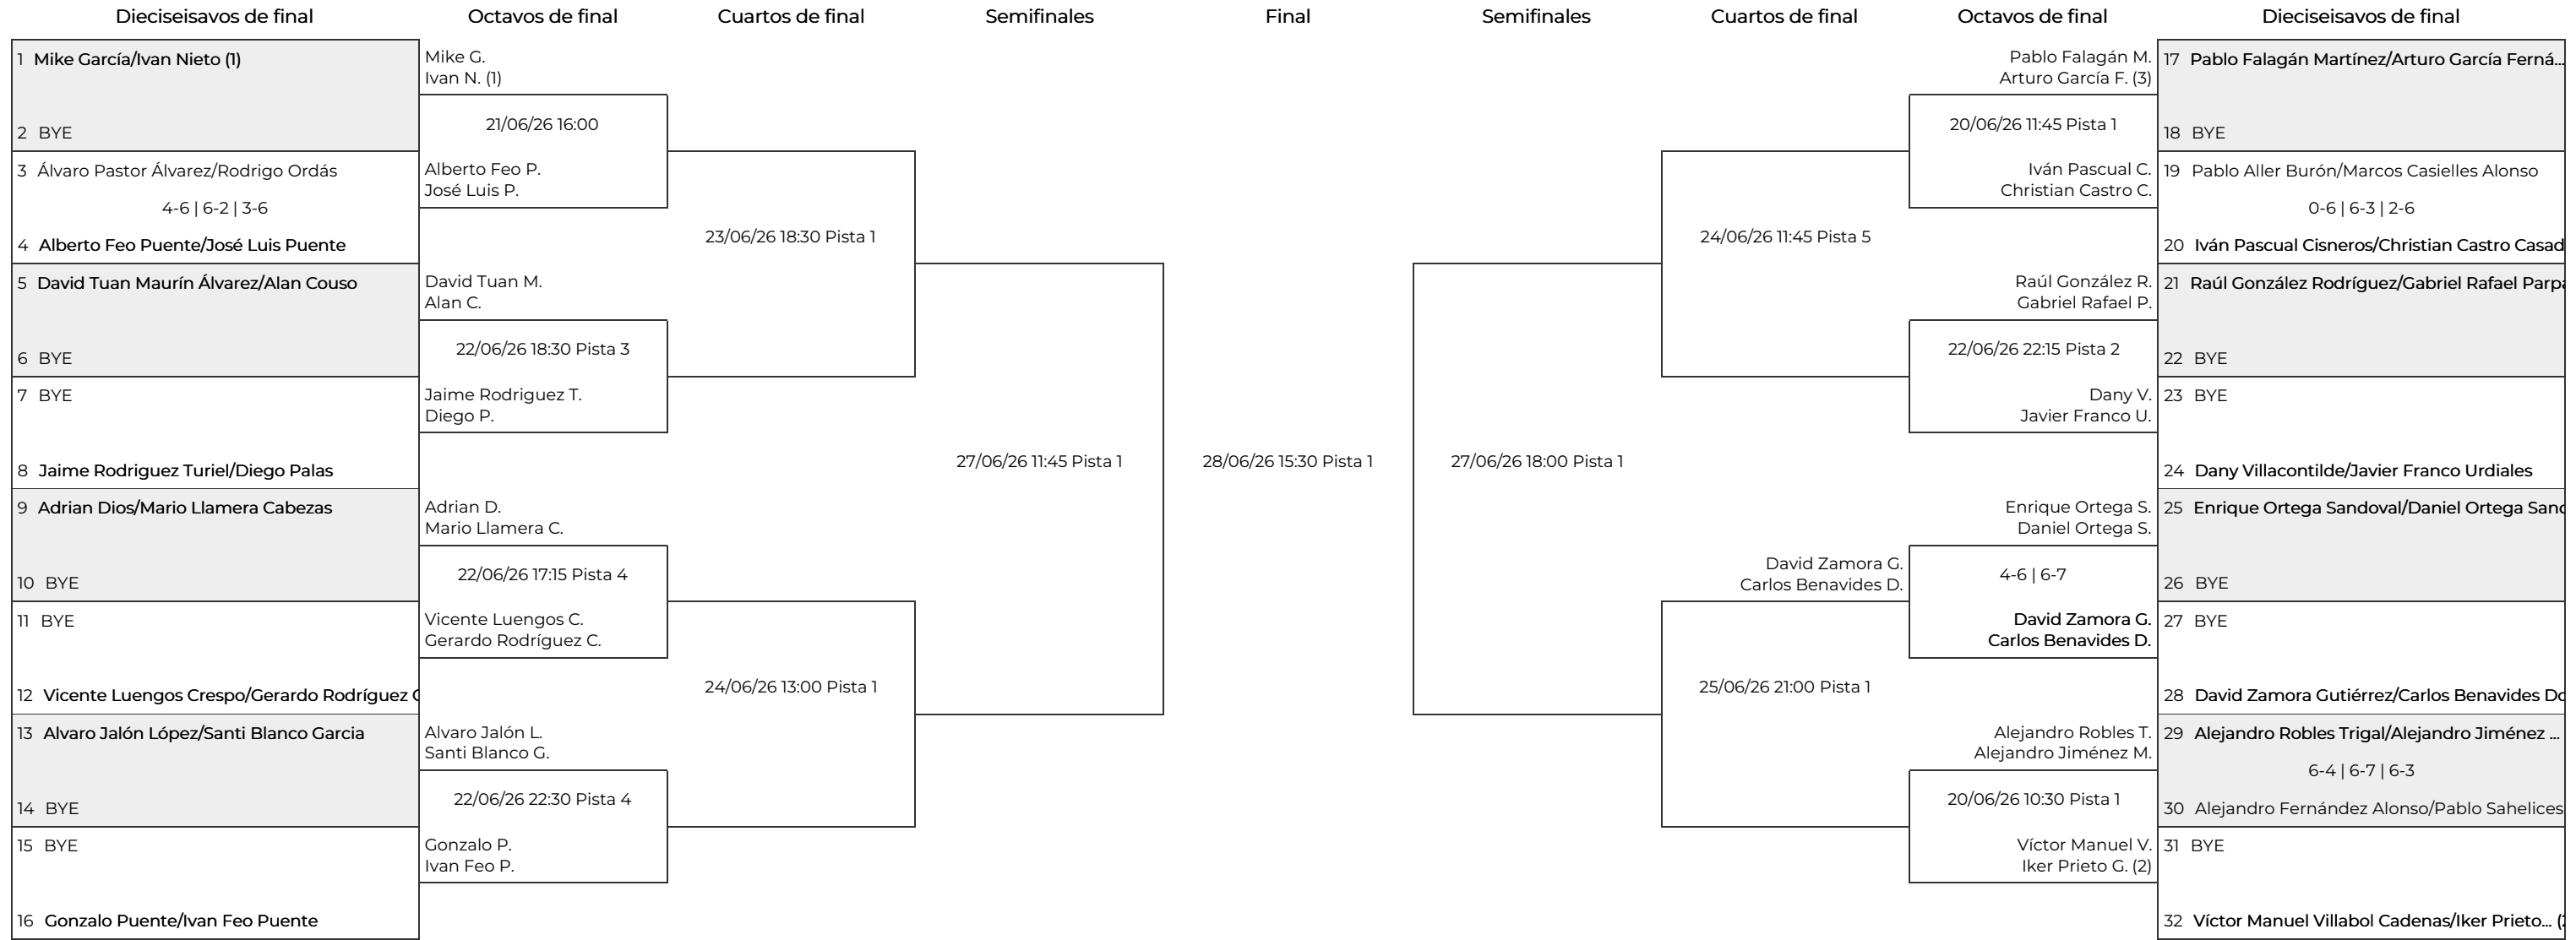 Dieciseisavos de final
Octavos de final
Cuartos de final
Semifinales
Final
Semifinales
Cuartos de final
Octavos de final
Dieciseisavos de final
1 Mike García/Ivan Nieto (1)
2 BYE
3 Álvaro Pastor Álvarez/Rodrigo Ordás
4-6 | 6-2 | 3-6
4 Alberto Feo Puente/José Luis Puente
5 David Tuan Maurín Álvarez/Alan Couso
6 BYE
7 BYE
8 Jaime Rodriguez Turiel/Diego Palas
9 Adrian Dios/Mario Llamera Cabezas
10 BYE
11 BYE
12 Vicente Luengos Crespo/Gerardo Rodríguez
13 Alvaro Jalón López/Santi Blanco Garcia
14 BYE
15 BYE
16 Gonzalo Puente/Ivan Feo Puente
Mike G.
Ivan N. (1)
21/06/26 16:00
Alberto Feo P.
José Luis P.
David Tuan M.
Alan C.
22/06/26 18:30 Pista 3
Jaime Rodriguez T.
Diego P.
Adrian D.
Mario Llamera C.
22/06/26 17:15 Pista 4
Vicente Luengos C.
Gerardo Rodríguez C.
Alvaro Jalón L.
Santi Blanco G.
22/06/26 22:30 Pista 4
Gonzalo P.
Ivan Feo P.
23/06/26 18:30 Pista 1
24/06/26 13:00 Pista 1
27/06/26 11:45 Pista 1
28/06/26 15:30 Pista 1
27/06/26 18:00 Pista 1
24/06/26 11:45 Pista 5
David Zamora G.
Carlos Benavides D.
25/06/26 21:00 Pista 1
Pablo Falagán M.
Arturo García F. (3)
20/06/26 11:45 Pista 1
Iván Pascual C.
Christian Castro C.
Raúl González R.
Gabriel Rafael P.
22/06/26 22:15 Pista 2
Dany V.
Javier Franco U.
Enrique Ortega S.
Daniel Ortega S.
4-6 | 6-7
David Zamora G.
Carlos Benavides D.
Alejandro Robles T.
Alejandro Jiménez M.
20/06/26 10:30 Pista 1
Víctor Manuel V.
Iker Prieto G. (2)
17 Pablo Falagán Martínez/Arturo García Ferná...
18 BYE
19 Pablo Aller Burón/Marcos Casielles Alonso
0-6 | 6-3 | 2-6
20 Iván Pascual Cisneros/Christian Castro Casad
21 Raúl González Rodríguez/Gabriel Rafael Parpa
22 BYE
23 BYE
24 Dany Villacontilde/Javier Franco Urdiales
25 Enrique Ortega Sandoval/Daniel Ortega Sand
26 BYE
27 BYE
28 David Zamora Gutiérrez/Carlos Benavides Do
29 Alejandro Robles Trigal/Alejandro Jiménez ...
6-4 | 6-7 | 6-3
30 Alejandro Fernández Alonso/Pablo Sahelices
31 BYE
32 Víctor Manuel Villabol Cadenas/Iker Prieto...